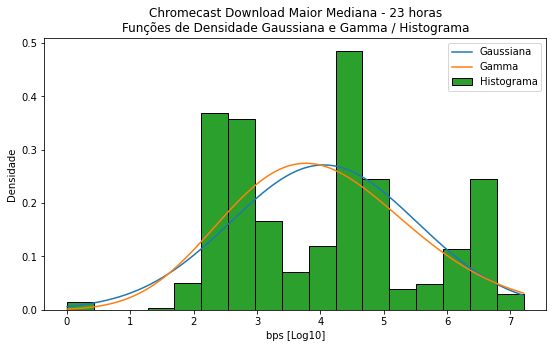 Chromecast Download Maior Mediana - 23 horas
Funções de Densidade Gaussiana e Gamma / Histograma
Gaussiana
Gamma
Histograma
Densidade
0.5
0.4
0.3
0.2
0.1
0.0
0 1 2 3 4 5 6 7
bps [Log10]